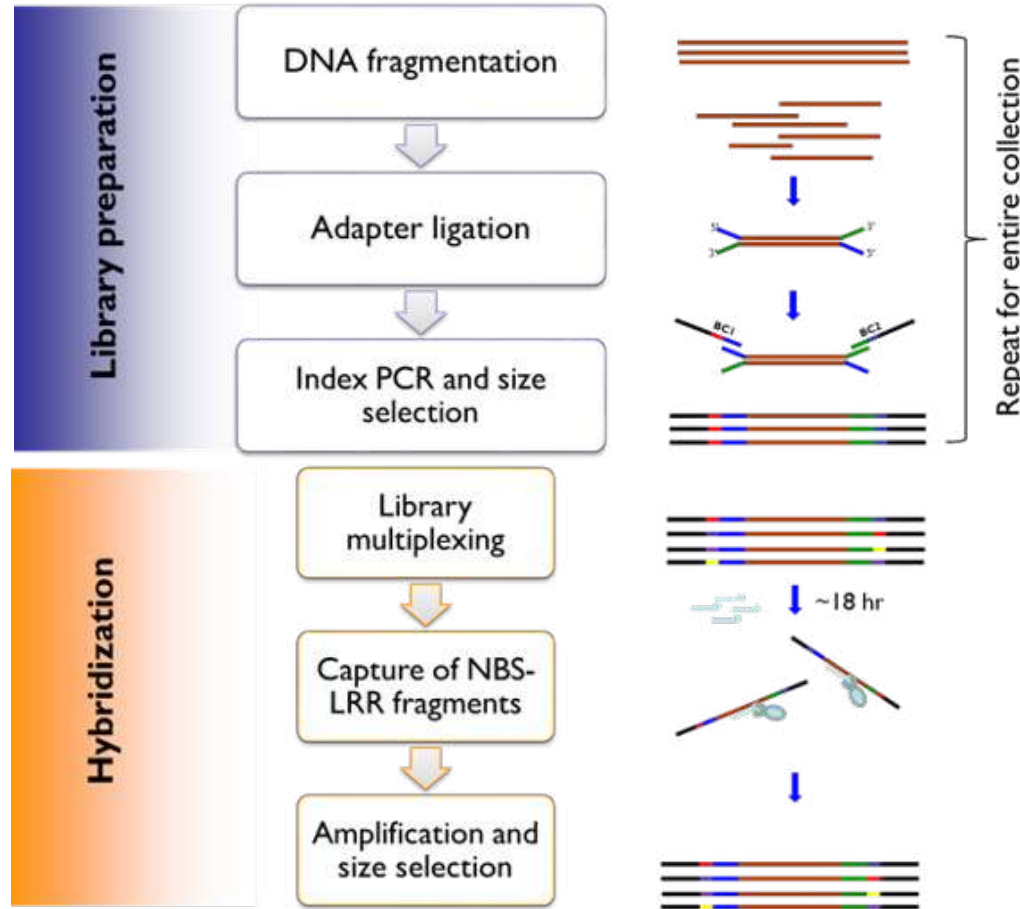 Library preparation
DNA fragmentation
Adapter ligation
5'
3'
3'
5'
BC1
BC2
Index PCR and size
selection
Repeat for entire collection
Hybridization
Library
multiplexing
~18 hr
Capture of NBS-
LRR fragments
Amplification and
size selection